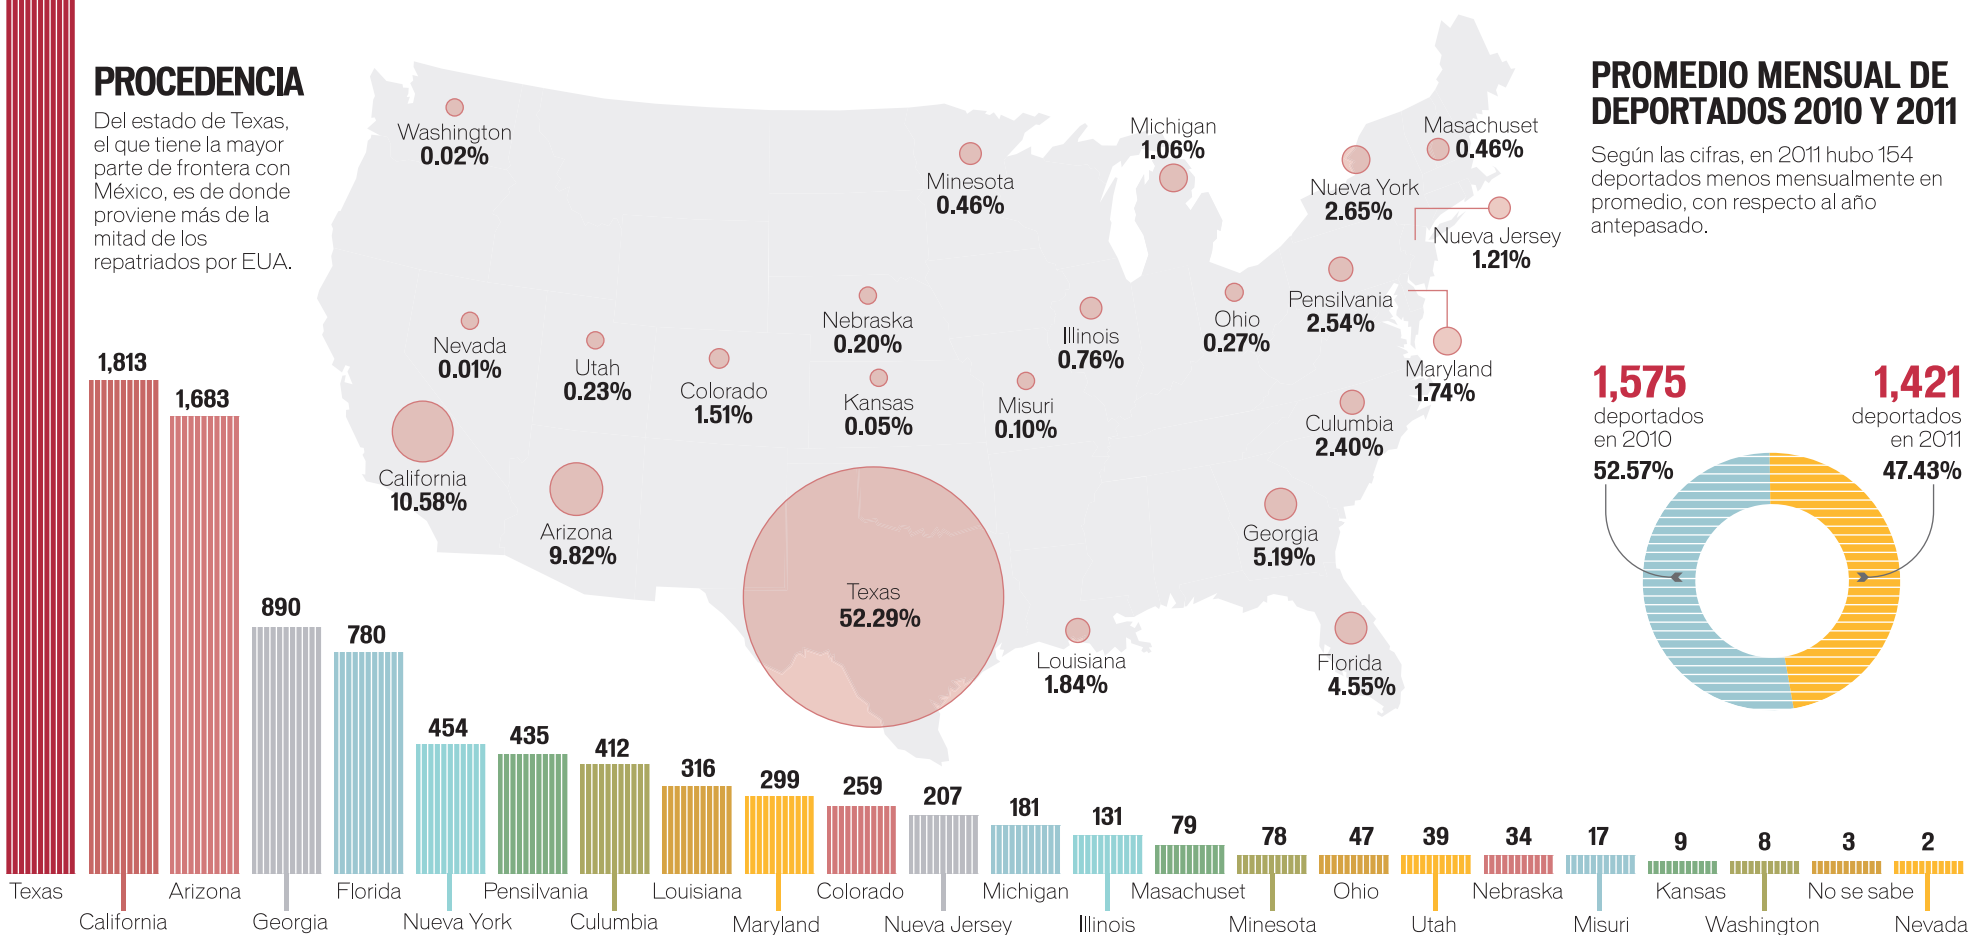 PROCEDENCIA
Del estado de Texas,
el que tiene la mayor
parte de frontera con
México, es de donde
proviene más de la
mitad de los
repatriados por EUA.
Washington
0.02%
Minesota
0.46%
Michigan
1.06%
Masachuset
0.46%
Nueva York
2.65%
Nueva Jersey
1.21%
Pensilvania
2.54%
Maryland
1.74%
Ohio
0.27%
Illinois
0.76%
Nebraska
0.20%
Nevada
0.01%
Utah
0.23%
Colorado
1.51%
Kansas
0.05%
Misuri
0.10%
Culumbia
2.40%
California
10.58%
Arizona
9.82%
Texas
52.29%
Georgia
5.19%
Louisiana
1.84%
Florida
4.55%
PROMEDIO MENSUAL DE
DEPORTADOS 2010 Y 2011
Según las cifras, en 2011 hubo 154
deportados menos mensualmente en
promedio, con respecto al año
antepasado.
1,575
deportados
en 2010
52.57%
1,421
deportados
en 2011
47.43%
1,813
1,683
890
780
454
435
412
316
299
259
207
181
131
79
78
47
39
34
17
9
8
3
2
Texas
California
Arizona
Georgia
Florida
Nueva York
Pensilvania
Culumbia
Louisiana
Maryland
Colorado
Nueva Jersey
Michigan
Illinois
Masachuset
Minesota
Ohio
Utah
Nebraska
Misuri
Kansas
Washington
No se sabe
Nevada